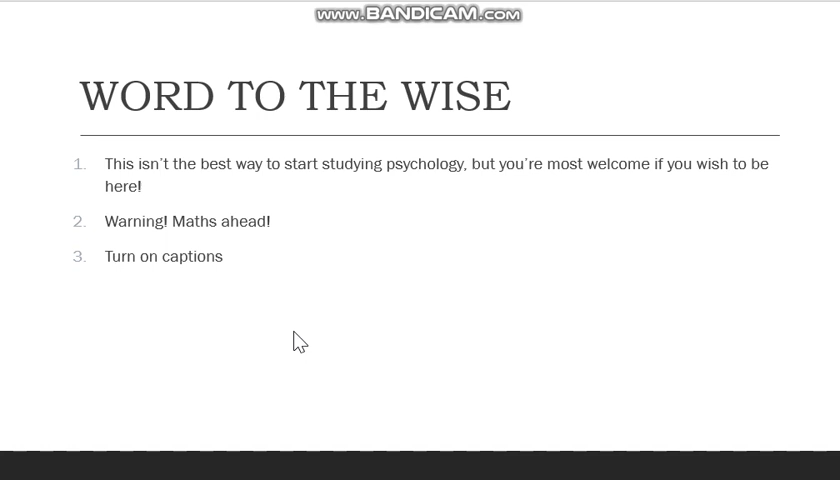 www.BANDICAM.com
WORD TO THE WISE
1. This isn't the best way to start studying psychology, but you're most welcome if you wish to be
here!
2. Warning! Maths ahead!
3. Turn on captions